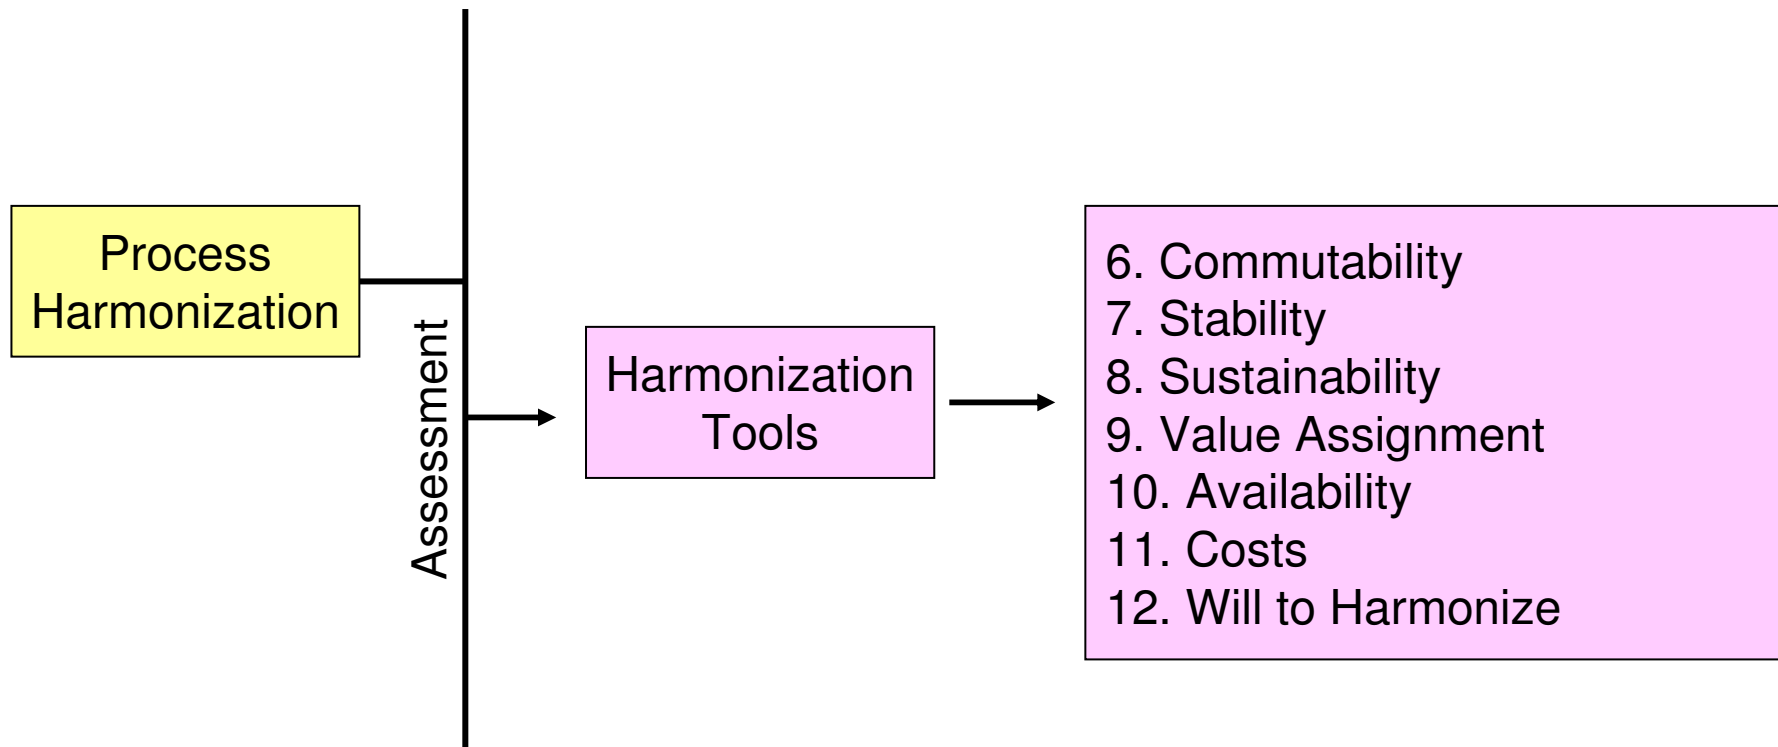 Process
Harmonization
Assessment
Harmonization
Tools
6. Commutability
7. Stability
8. Sustainability
9. Value Assignment
10. Availability
11. Costs
12. Will to Harmonize